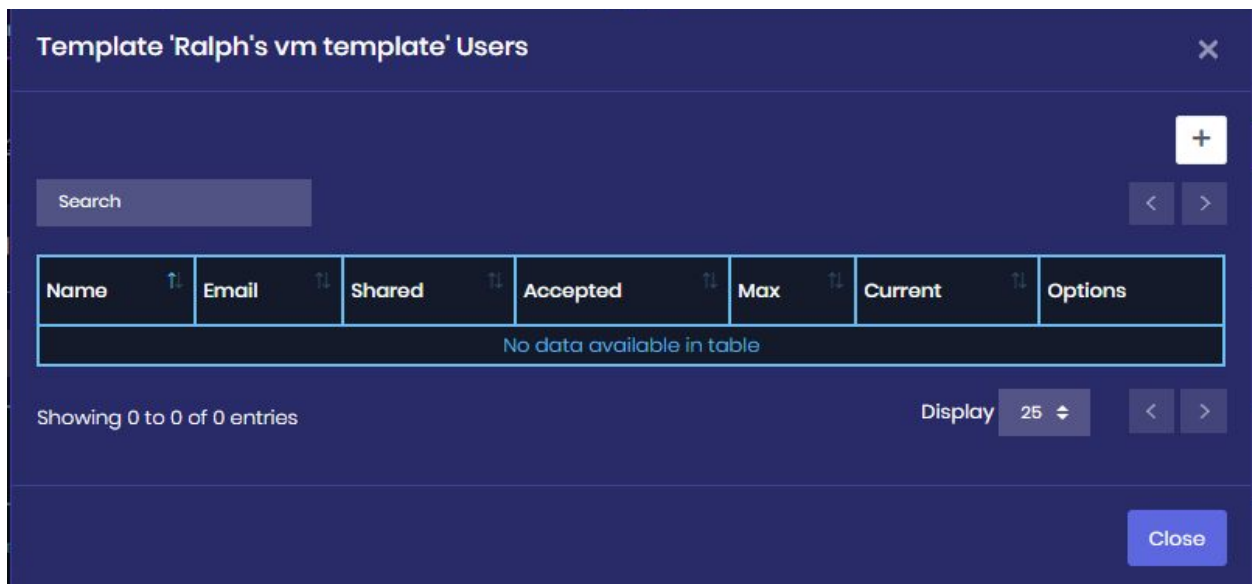 Template 'Ralph's vm template' Users
Search
Name Email Shared Accepted Max Current Options
No data available in table
Showing 0 to 0 of 0 entries
Display 25
Close